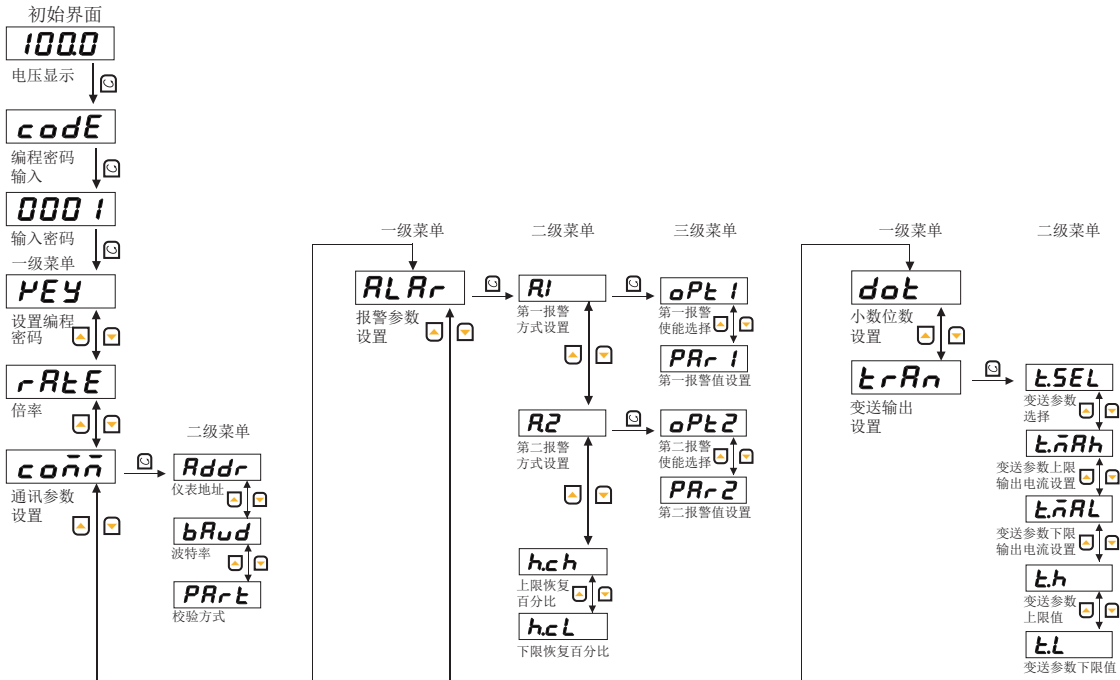 初始界面
100.0
电压显示
codE
编程密码
输入
0001
输入密码
一级菜单
KEY
设置编程
密码
rAtE
倍率
comm
通讯参数
设置
二级菜单
Addr
仪表地址
bAud
波特率
PArt
校验方式
一级菜单
二级菜单
三级菜单
ALAr
报警参数
设置
A.1
第一报警
方式设置
oPt1
第一报警
使能选择
PAr1
第一报警值设置
A.2
第二报警
方式设置
oPt2
第二报警
使能选择
PAr2
第二报警值设置
h.ch
上限恢复
百分比
h.cL
下限恢复百分比
一级菜单
二级菜单
dot
小数位数
设置
trAn
变送输出
设置
t.SEL
变送参数
选择
t.mAh
变送参数上限
输出电流设置
t.mAL
变送参数下限
输出电流设置
t.h
变送参数
上限值
t.L
变送参数下限值